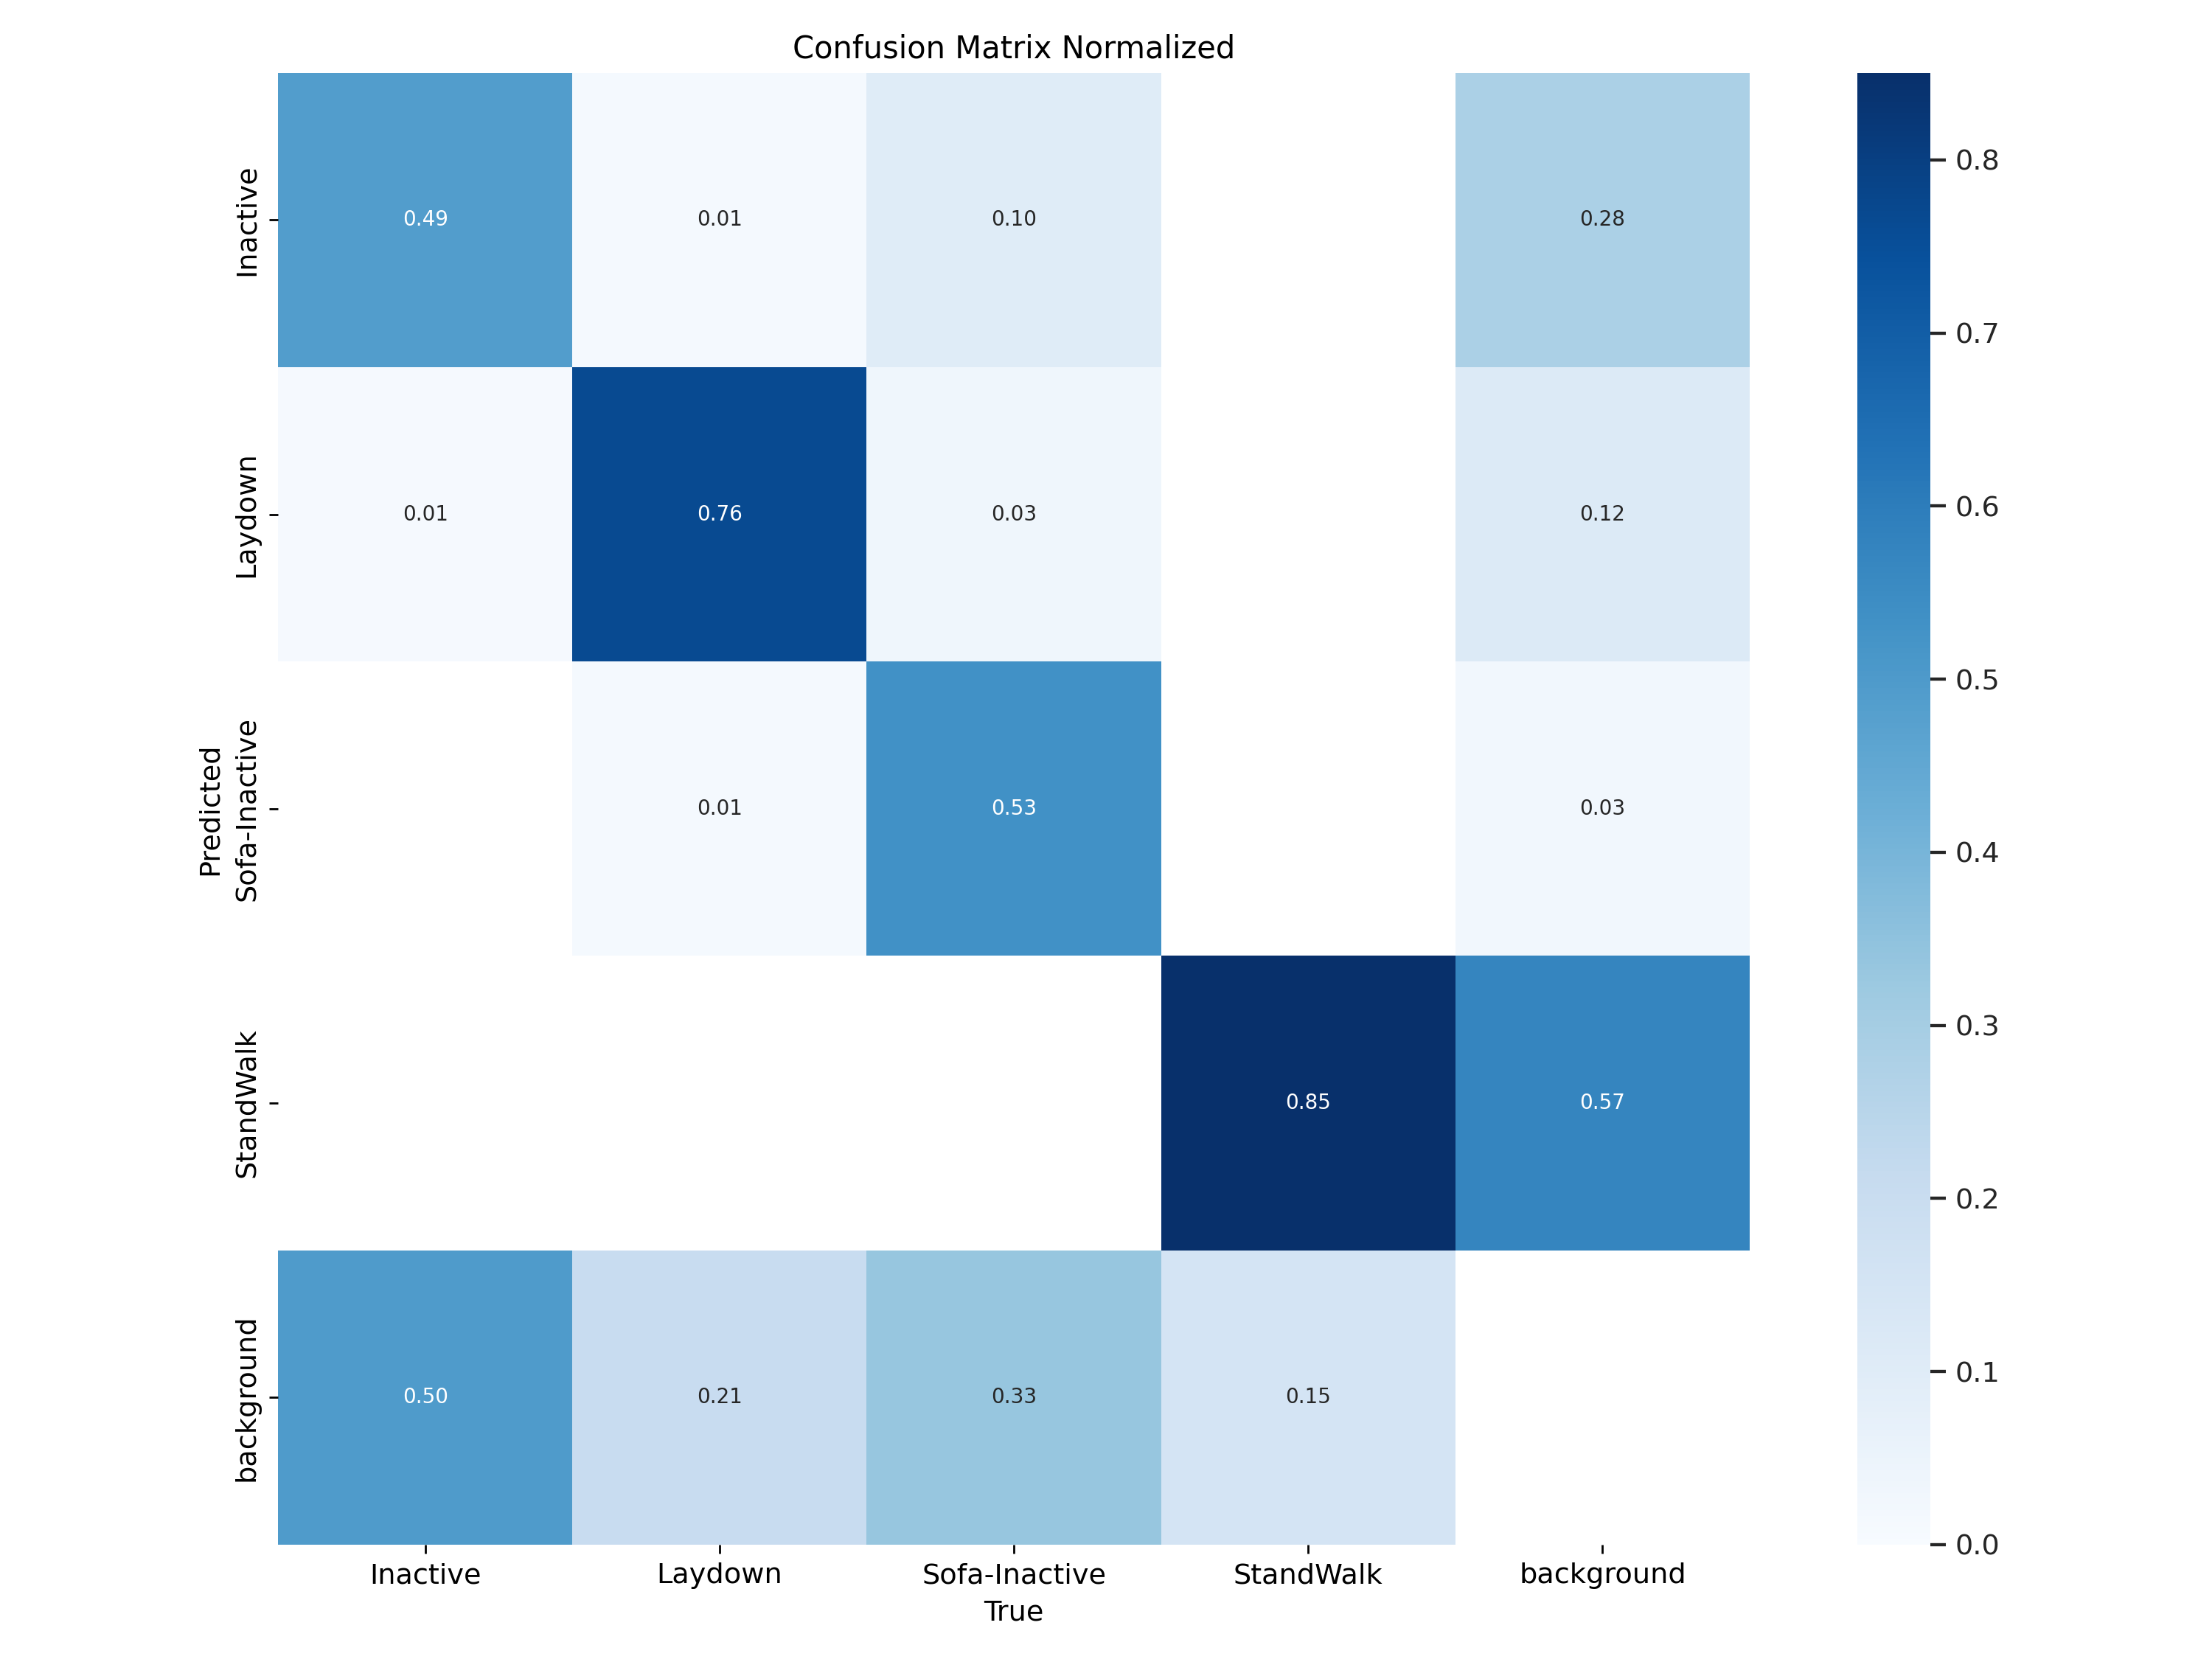 Confusion Matrix Normalized
Inactive
0.49
0.01
0.10
0.28
Laydown
0.01
0.76
0.03
0.12
Predicted
Sofa-Inactive
0.01
0.53
0.03
StandWalk
0.85
0.57
background
0.50
0.21
0.33
0.15
Inactive
Laydown
Sofa-Inactive
StandWalk
background
True
0.8
0.7
0.6
0.5
0.4
0.3
0.2
0.1
0.0